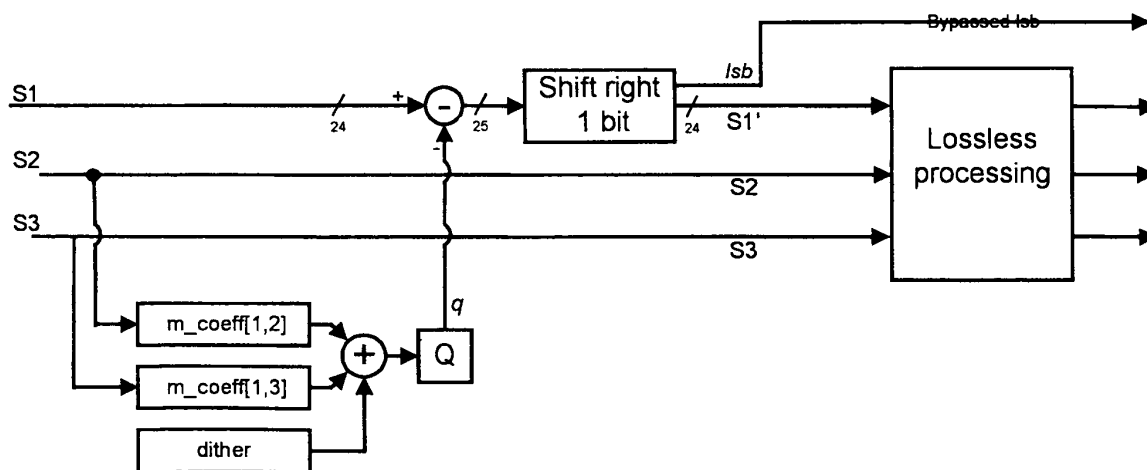 Bypassed lsb
lsb
S1
24
+
-
25
Shift right
1 bit
24
S1'
Lossless
processing
-
S2
S2
S3
S3
q
m_coeff[1,2]
+
Q
m_coeff[1,3]
dither